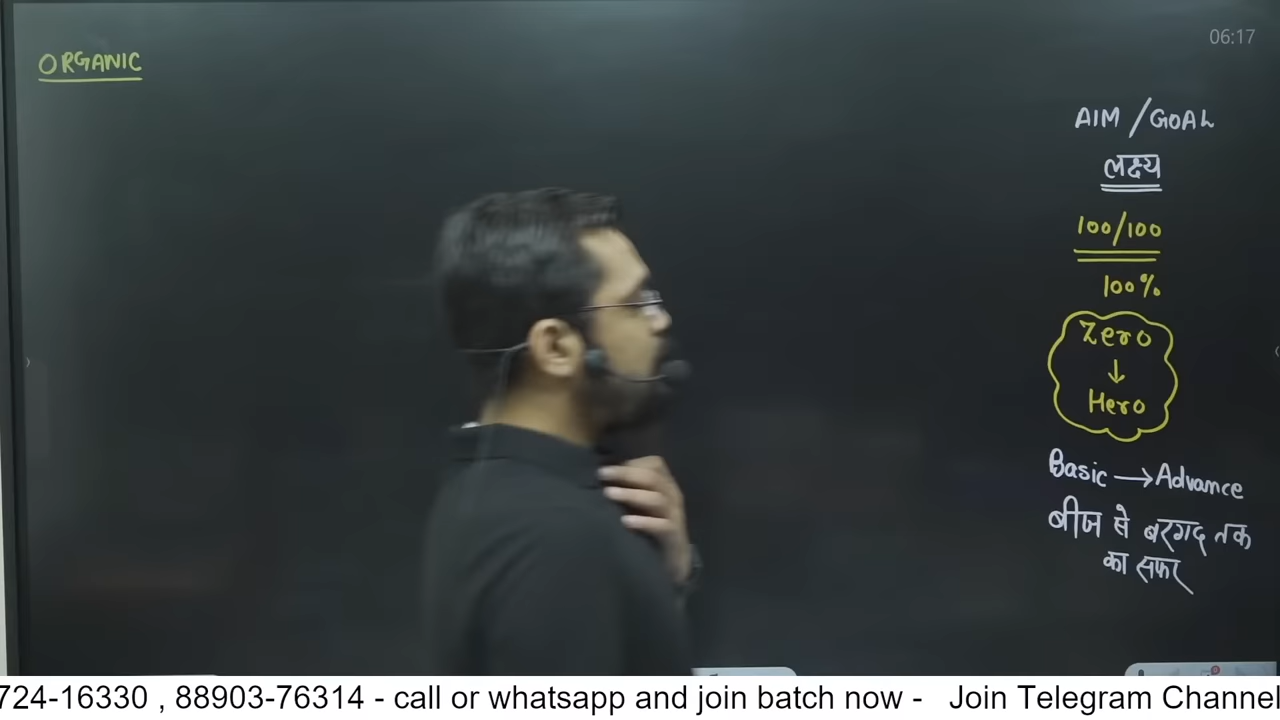 ORGANIC
06:17
AIM / GOAL
लक्ष्य
100/100
100%
Zero
↓
Hero
Basic → Advance
बीज से बरगद तक
का सफर
724-16330 , 88903-76314 - call or whatsapp and join batch now - Join Telegram Channel